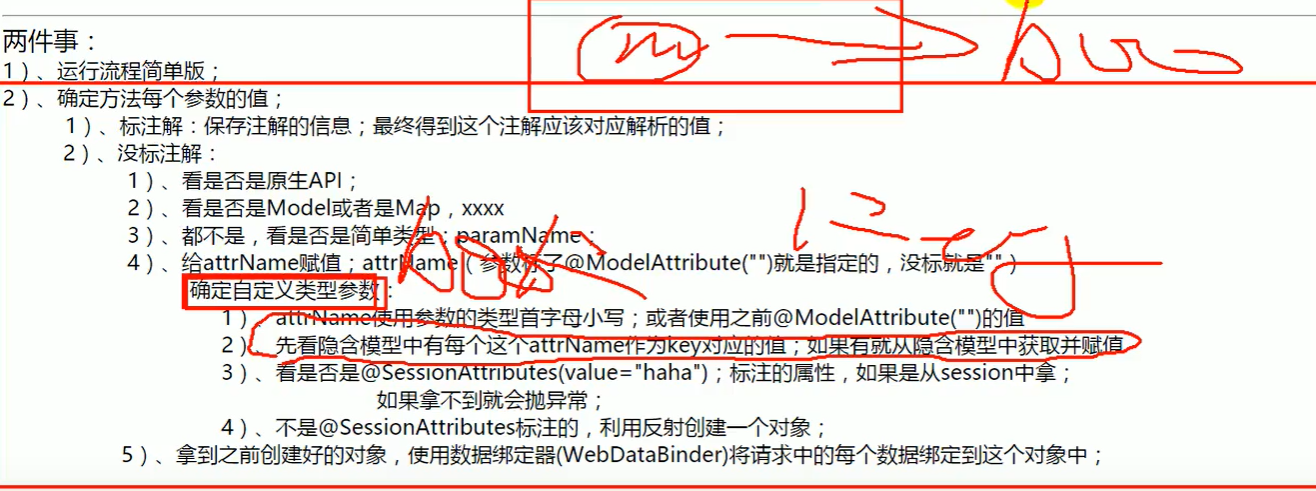 两件事：
1）、运行流程简单版；
2）、确定方法每个参数的值；
1）、标注解：保存注解的信息；最终得到这个注解应该对应解析的值；
2）、没标注解：
1）、看是否是原生API；
2）、看是否是Model或者是Map，xxxx
3）、都不是，看是否是简单类型；paramName；
4）、给attrName赋值；attrName（参数标了@ModelAttribute("")就是指定的，没标就是""）
确定自定义类型参数：
1）、attrName使用参数的类型首字母小写；或者使用之前@ModelAttribute("")的值
2）、先看隐含模型中有每个这个attrName作为key对应的值；如果有就从隐含模型中获取并赋值
3）、看是否是@SessionAttributes(value="haha")；标注的属性，如果是从session中拿；
如果拿不到就会抛异常；
4）、不是@SessionAttributes标注的，利用反射创建一个对象；
5）、拿到之前创建好的对象，使用数据绑定器(WebDataBinder)将请求中的每个数据绑定到这个对象中；